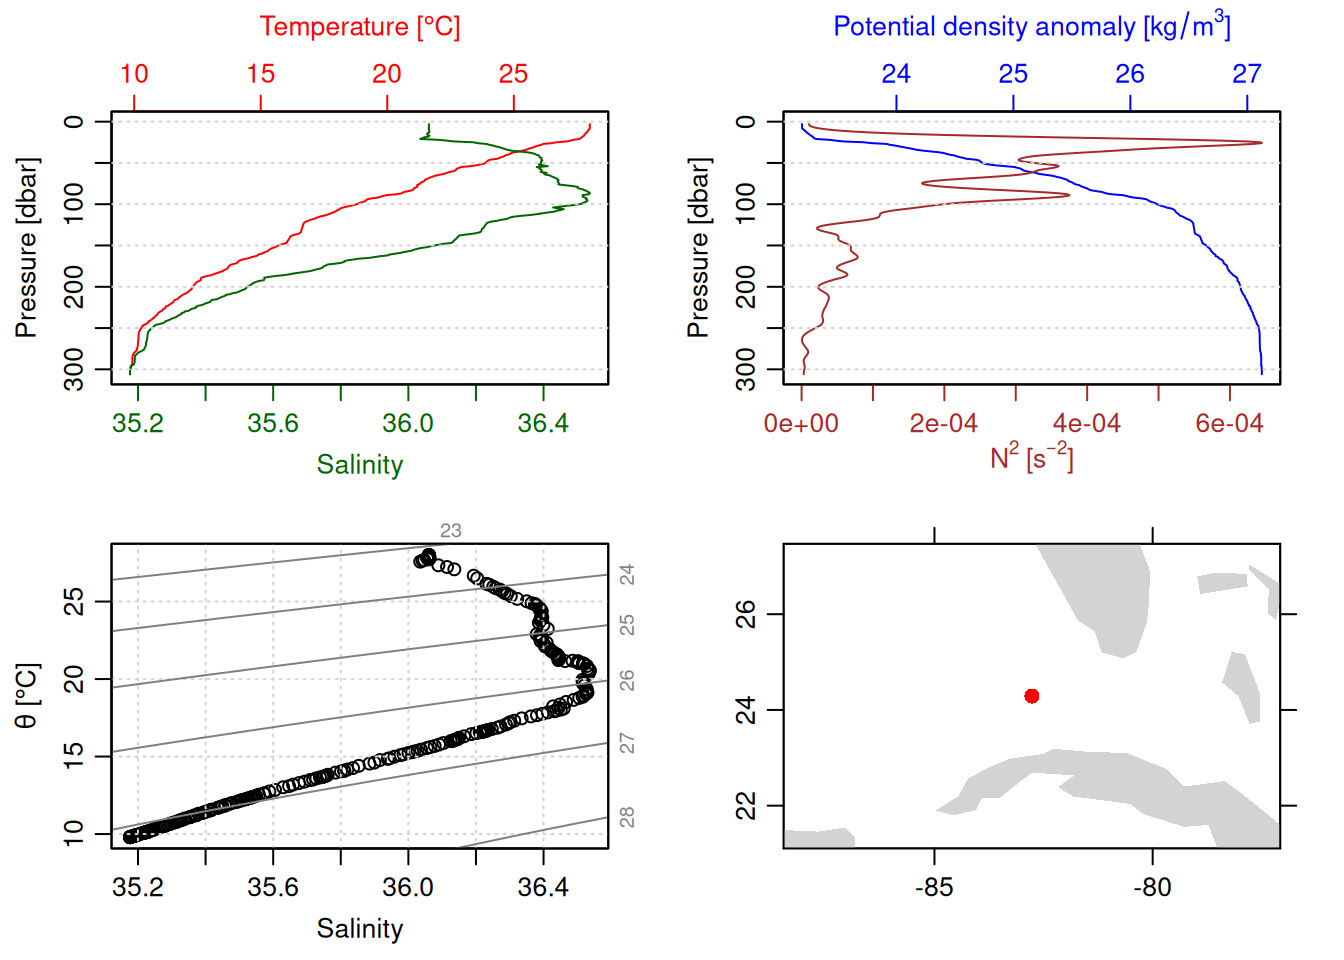 Temperature [°C]
10 15 20 25
0
100
200
300
Pressure [dbar]
35.2 35.6 36.0 36.4
Salinity
Potential density anomaly [kg/m³]
24 25 26 27
0
100
200
300
Pressure [dbar]
0e+00 2e-04 4e-04 6e-04
N² [s⁻²]
23
24
25
26
27
28
25
20
15
10
θ [°C]
35.2 35.6 36.0 36.4
Salinity
26
24
22
-85 -80